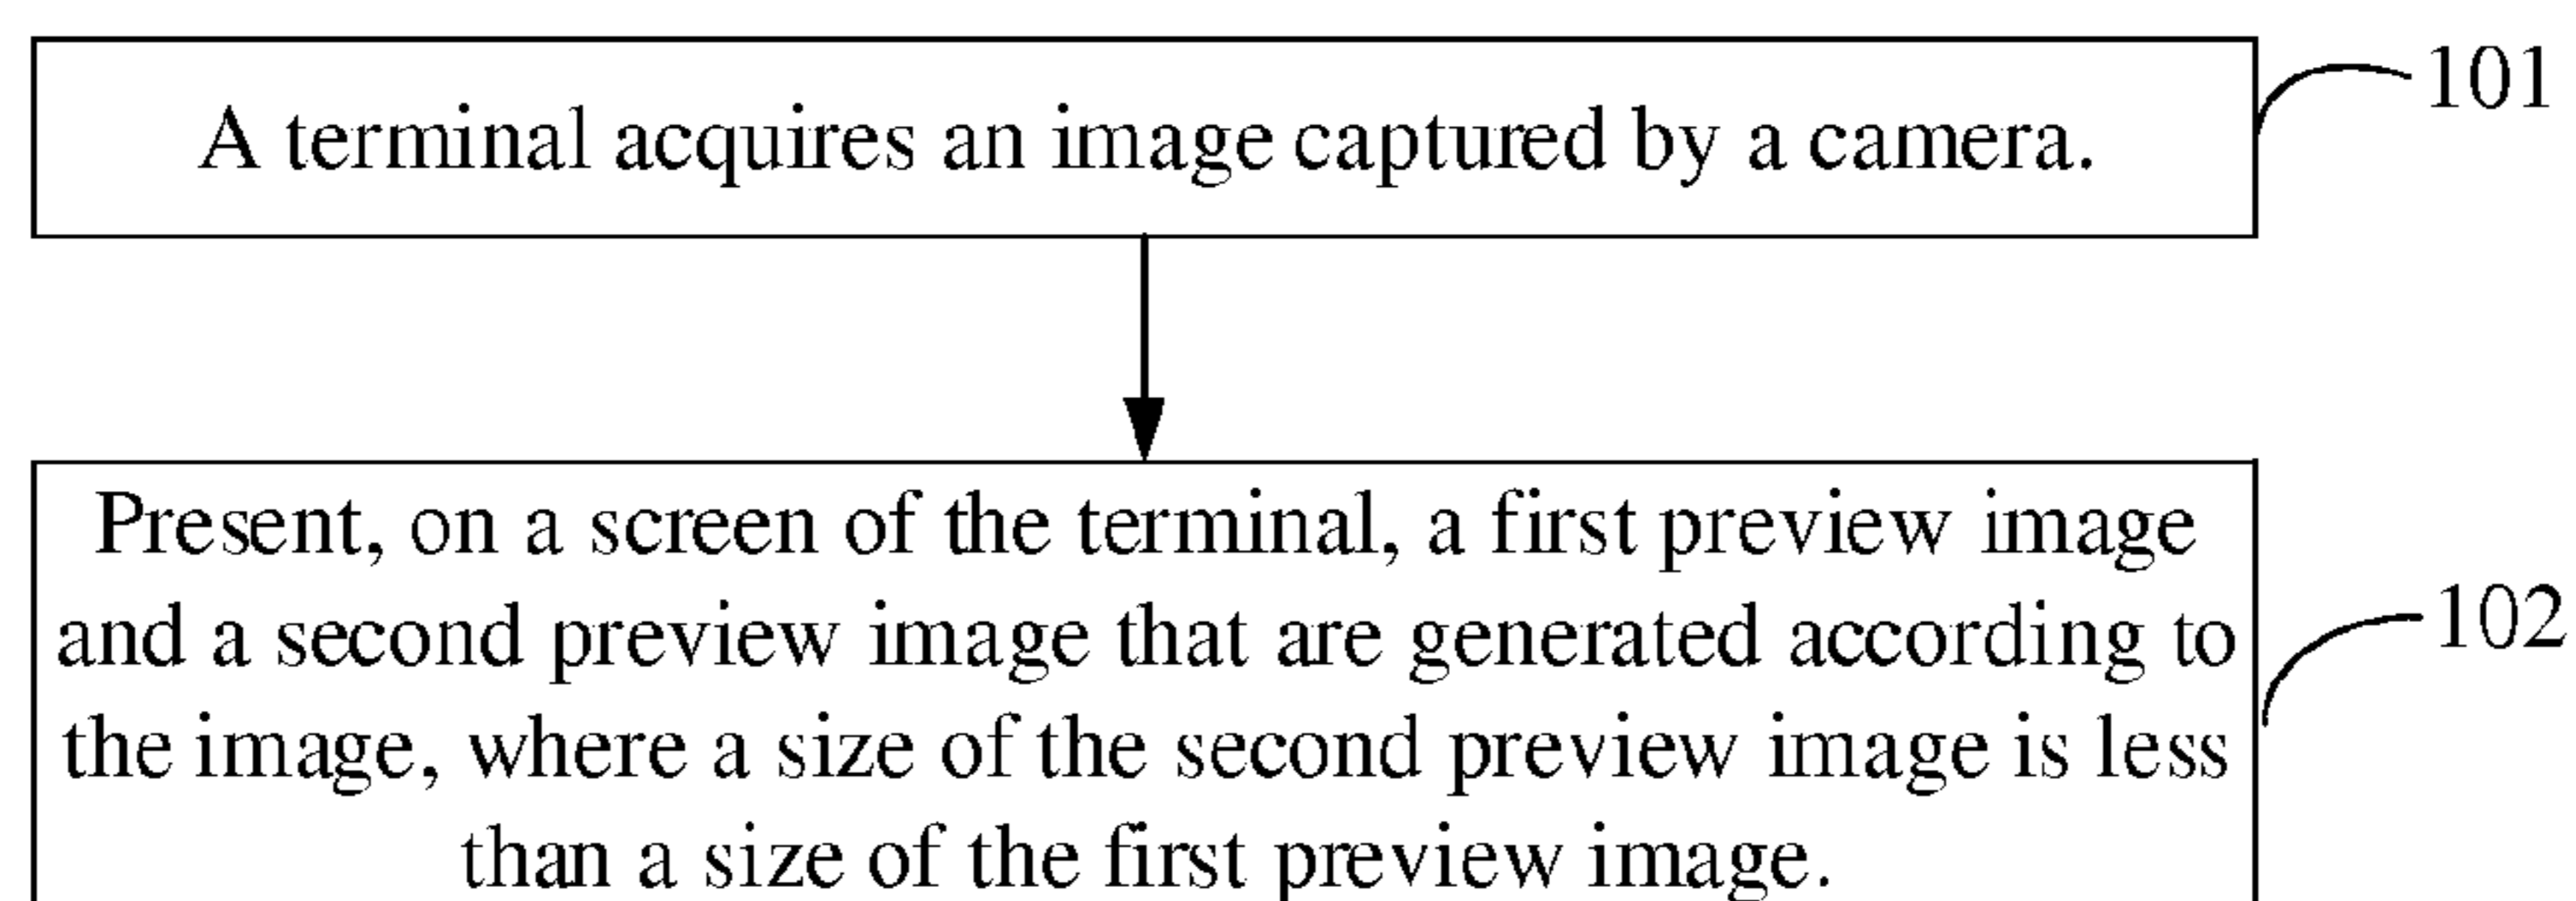 A terminal acquires an image captured by a camera.
101
Present, on a screen of the terminal, a first preview image
and a second preview image that are generated according to
102
the image, where a size of the second preview image is less
than a size of the first preview image.